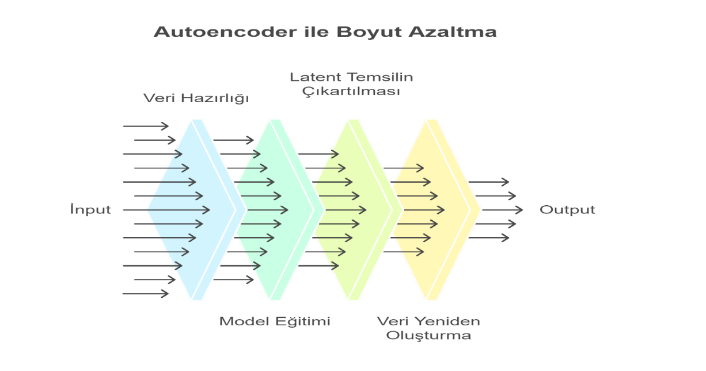 Autoencoder ile Boyut Azaltma
Latent Temsilin
Çıkartılması
Veri Hazırlığı
İnput
Output
Model Eğitimi
Veri Yeniden
Oluşturma